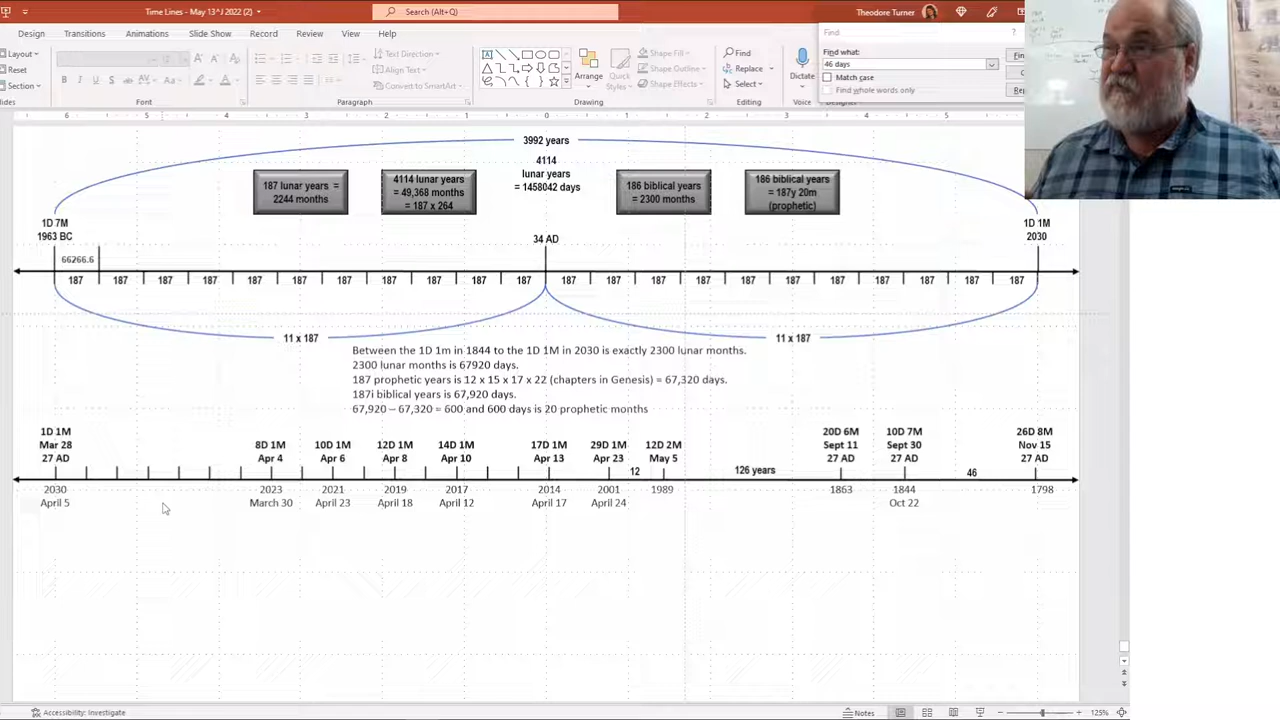 Time Lines - May 13^J 2022 (2)
Search (Alt+Q)
Theodore Turner
Design Transitions Animations Slide Show Record Review View Help
Find
?
Layout
Reset
Section
Text Direction
Align Text
Convert to SmartArt
Arrange
Quick
Styles
Shape Fill
Shape Outline
Shape Effects
Find
Replace
Select
Dictate
Find what:
46 days
Match case
Find whole words only
Font
Paragraph
Drawing
Editing
Voice
6 5 4 3 2 1 0 1 2 3 4 5
3992 years
4114
lunar years
= 1458042 days
187 lunar years =
2244 months
4114 lunar years
= 49,368 months
= 187 x 264
186 biblical years
= 2300 months
186 biblical years
= 187y 20m
(prophetic)
1D 7M
1963 BC
34 AD
1D 1M
2030
66266.6
187 187 187 187 187 187 187 187 187 187 187 187 187 187 187 187 187 187 187 187 187 187
11 x 187
11 x 187
Between the 1D 1m in 1844 to the 1D 1M in 2030 is exactly 2300 lunar months.
2300 lunar months is 67920 days.
187 prophetic years is 12 x 15 x 17 x 22 (chapters in Genesis) = 67,320 days.
187i biblical years is 67,920 days.
67,920 – 67,320 = 600 and 600 days is 20 prophetic months
1D 1M
Mar 28
27 AD
8D 1M
Apr 4
10D 1M
Apr 6
12D 1M
Apr 8
14D 1M
Apr 10
17D 1M
Apr 13
29D 1M
Apr 23
12D 2M
May 5
20D 6M
Sept 11
27 AD
10D 7M
Sept 30
27 AD
26D 8M
Nov 15
27 AD
12
126 years
46
2030
April 5
2023
March 30
2021
April 23
2019
April 18
2017
April 12
2014
April 17
2001
April 24
1989
1863
1844
Oct 22
1798
Accessibility: Investigate
Notes
125%